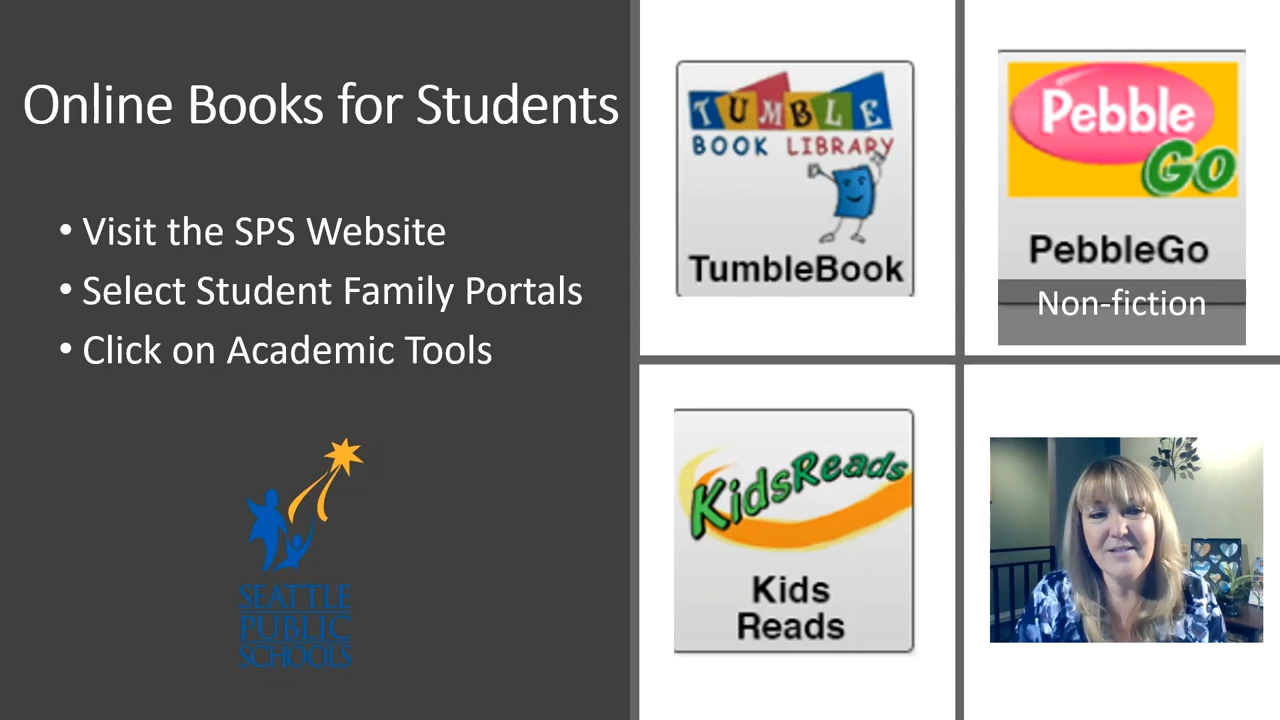 Online Books for Students
• Visit the SPS Website
• Select Student Family Portals
• Click on Academic Tools
SEATTLE
PUBLIC
SCHOOLS
TUMBLE
BOOK LIBRARY
TumbleBook
Pebble
Go
PebbleGo
Non-fiction
KidsReads
Kids
Reads